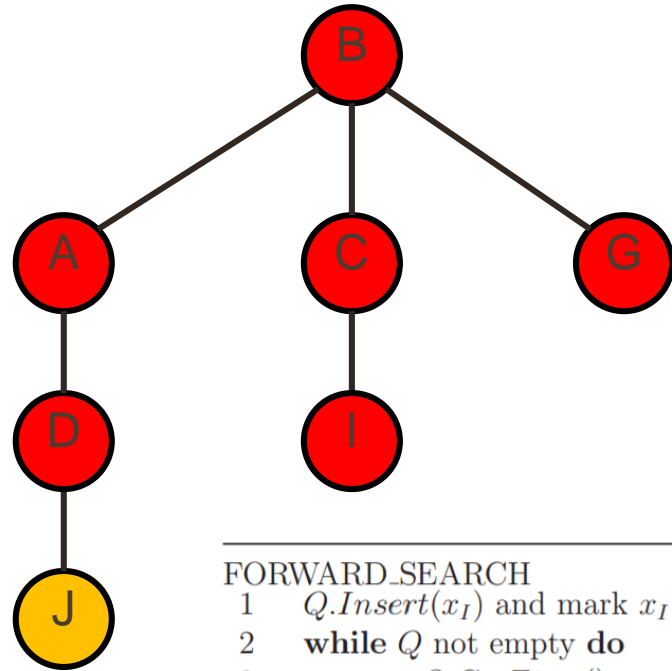 B
A
C
G
D
I
J
FORWARD_SEARCH
1 Q.Insert(x_I) and mark x_I
2 while Q not empty do